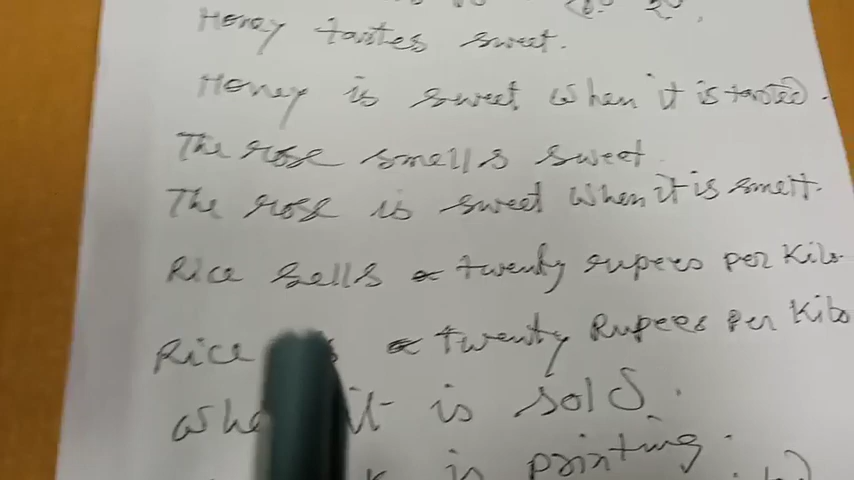 Honey tastes sweet.
Honey is sweet when it is tasted.
The rose smells sweet.
The rose is sweet when it is smelt.
Rice sells twenty rupees per Kilo
Rice twenty Rupees per Kilo
it is sold.
is printing.